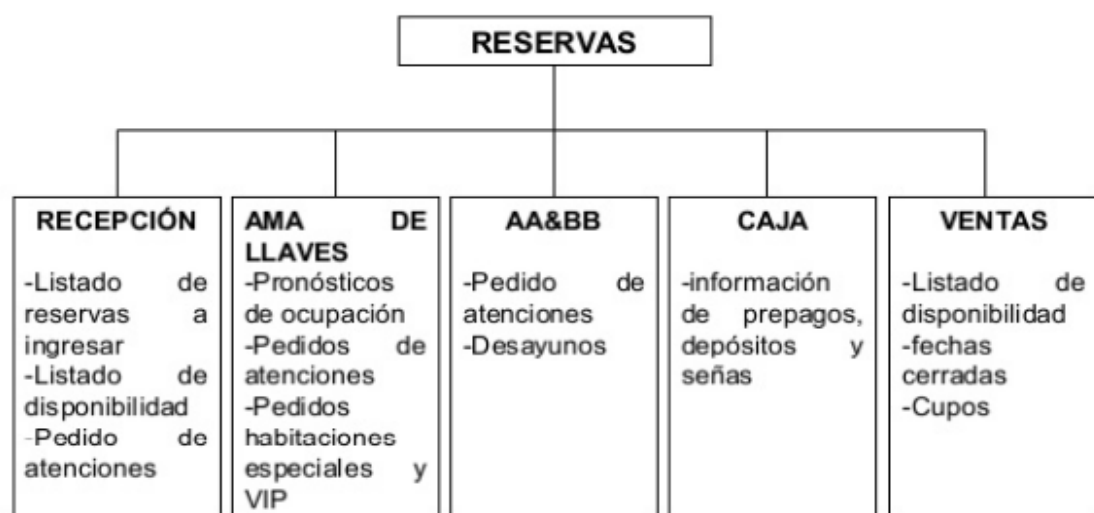 RESERVAS
RECEPCIÓN
-Listado de
reservas a
ingresar
-Listado de
disponibilidad
-Pedido de
atenciones
AMA DE
LLAVES
-Pronósticos
de ocupación
-Pedidos de
atenciones
-Pedidos
habitaciones
especiales y
VIP
AA&BB
-Pedido de
atenciones
-Desayunos
CAJA
-información
de prepagos,
depósitos y
señas
VENTAS
-Listado de
disponibilidad
-fechas
cerradas
-Cupos